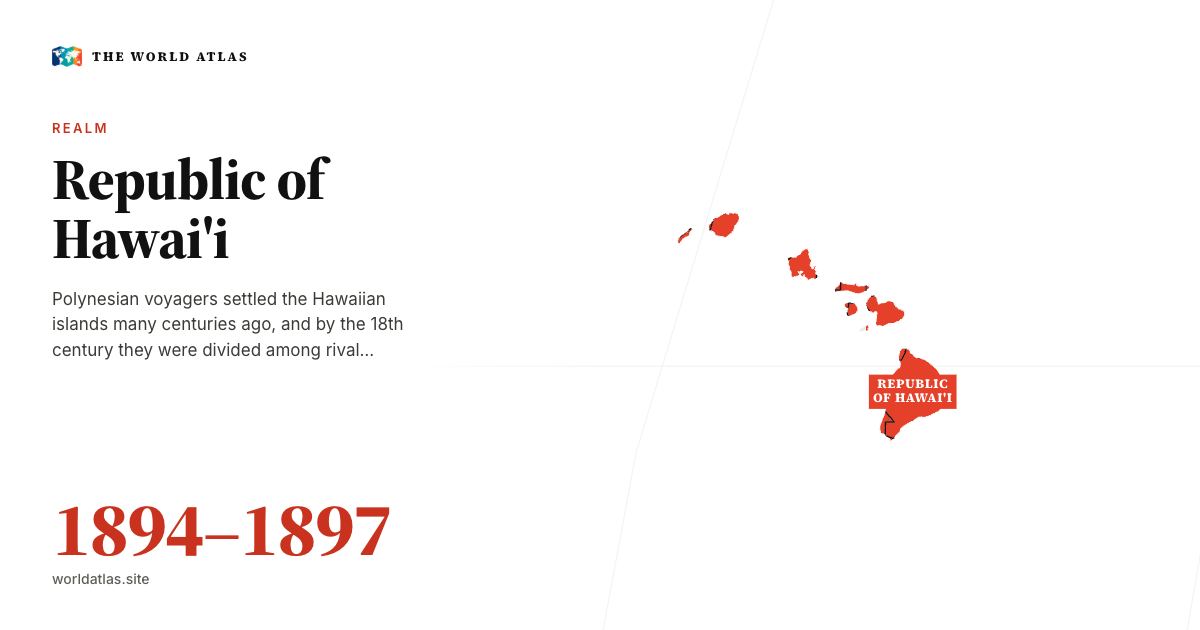 THE WORLD ATLAS
REALM
Republic of
Hawai'i
Polynesian voyagers settled the Hawaiian
islands many centuries ago, and by the 18th
century they were divided among rival...
1894–1897
worldatlas.site
REPUBLIC
OF HAWAI'I